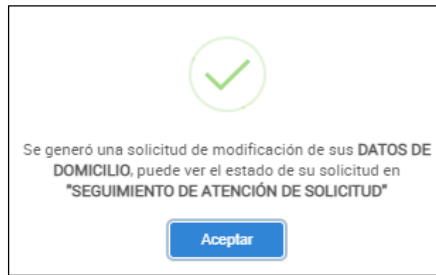 Se generó una solicitud de modificación de sus DATOS DE
DOMICILIO, puede ver el estado de su solicitud en
"SEGUIMIENTO DE ATENCIÓN DE SOLICITUD"
Aceptar